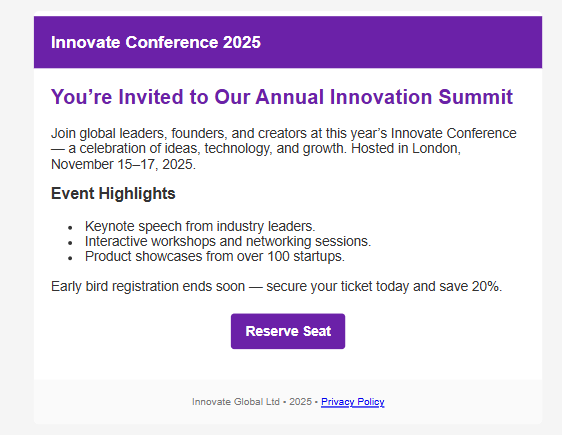 Innovate Conference 2025
You’re Invited to Our Annual Innovation Summit
Join global leaders, founders, and creators at this year’s Innovate Conference
— a celebration of ideas, technology, and growth. Hosted in London,
November 15–17, 2025.
Event Highlights
• Keynote speech from industry leaders.
• Interactive workshops and networking sessions.
• Product showcases from over 100 startups.
Early bird registration ends soon — secure your ticket today and save 20%.
Reserve Seat
Innovate Global Ltd • 2025 • Privacy Policy